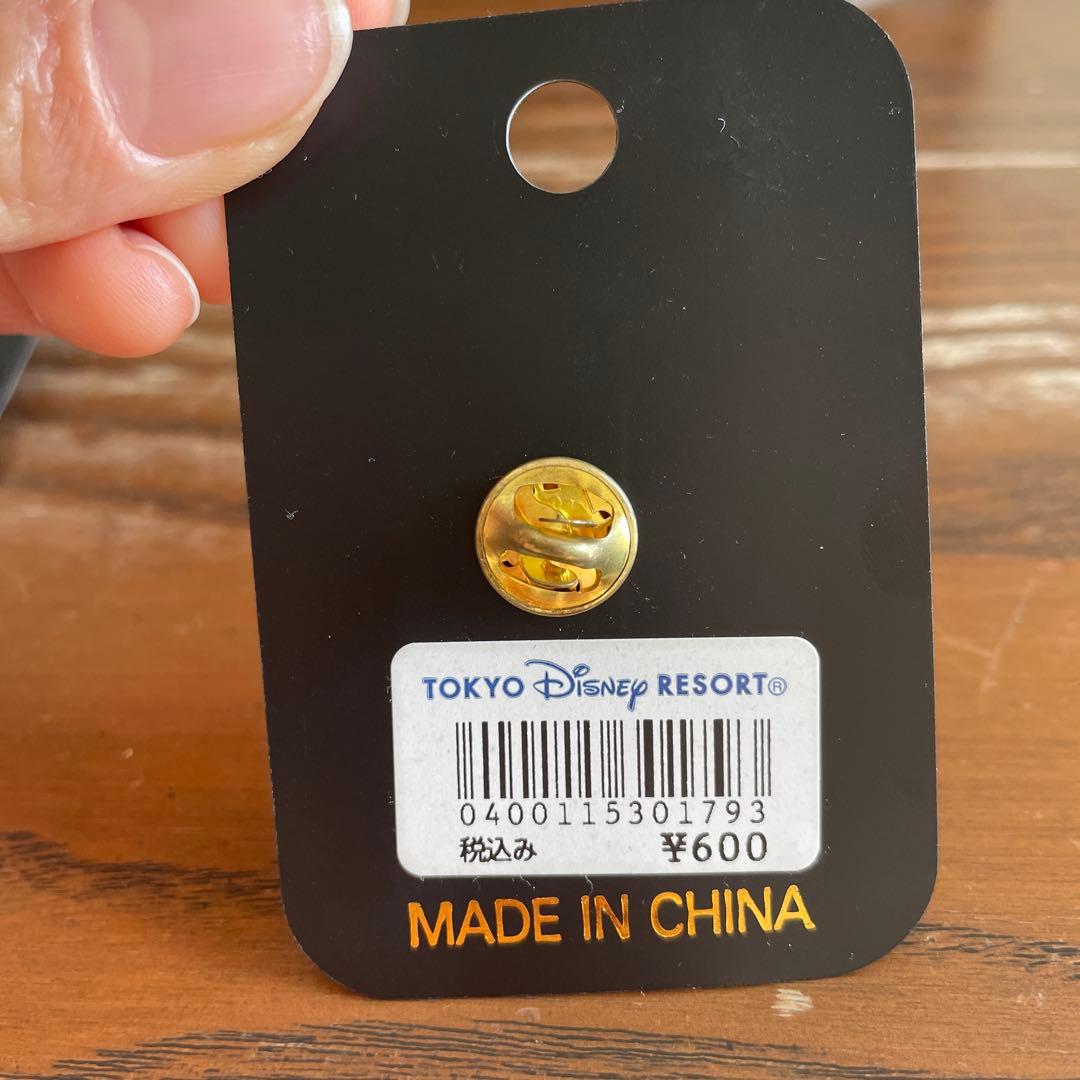 TOKYO Disney RESORT®
0400115301793
税込み ¥600
MADE IN CHINA